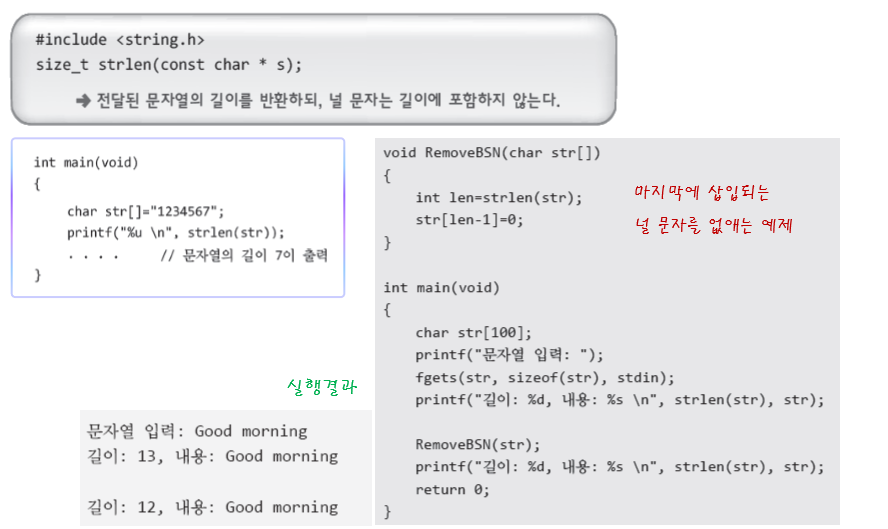 #include <string.h>
size_t strlen(const char * s);
➔ 전달된 문자열의 길이를 반환하되, 널 문자는 길이에 포함하지 않는다.
int main(void)
{
char str[]="1234567";
printf("%u \n", strlen(str));
. . . . // 문자열의 길이 7이 출력
}
void RemoveBSN(char str[])
{
int len=strlen(str);
str[len-1]=0;
}
마지막에 삽입되는
널 문자를 없애는 예제
int main(void)
{
char str[100];
printf("문자열 입력: ");
fgets(str, sizeof(str), stdin);
printf("길이: %d, 내용: %s \n", strlen(str), str);
RemoveBSN(str);
printf("길이: %d, 내용: %s \n", strlen(str), str);
return 0;
}
실행결과
문자열 입력: Good morning
길이: 13, 내용: Good morning
길이: 12, 내용: Good morning